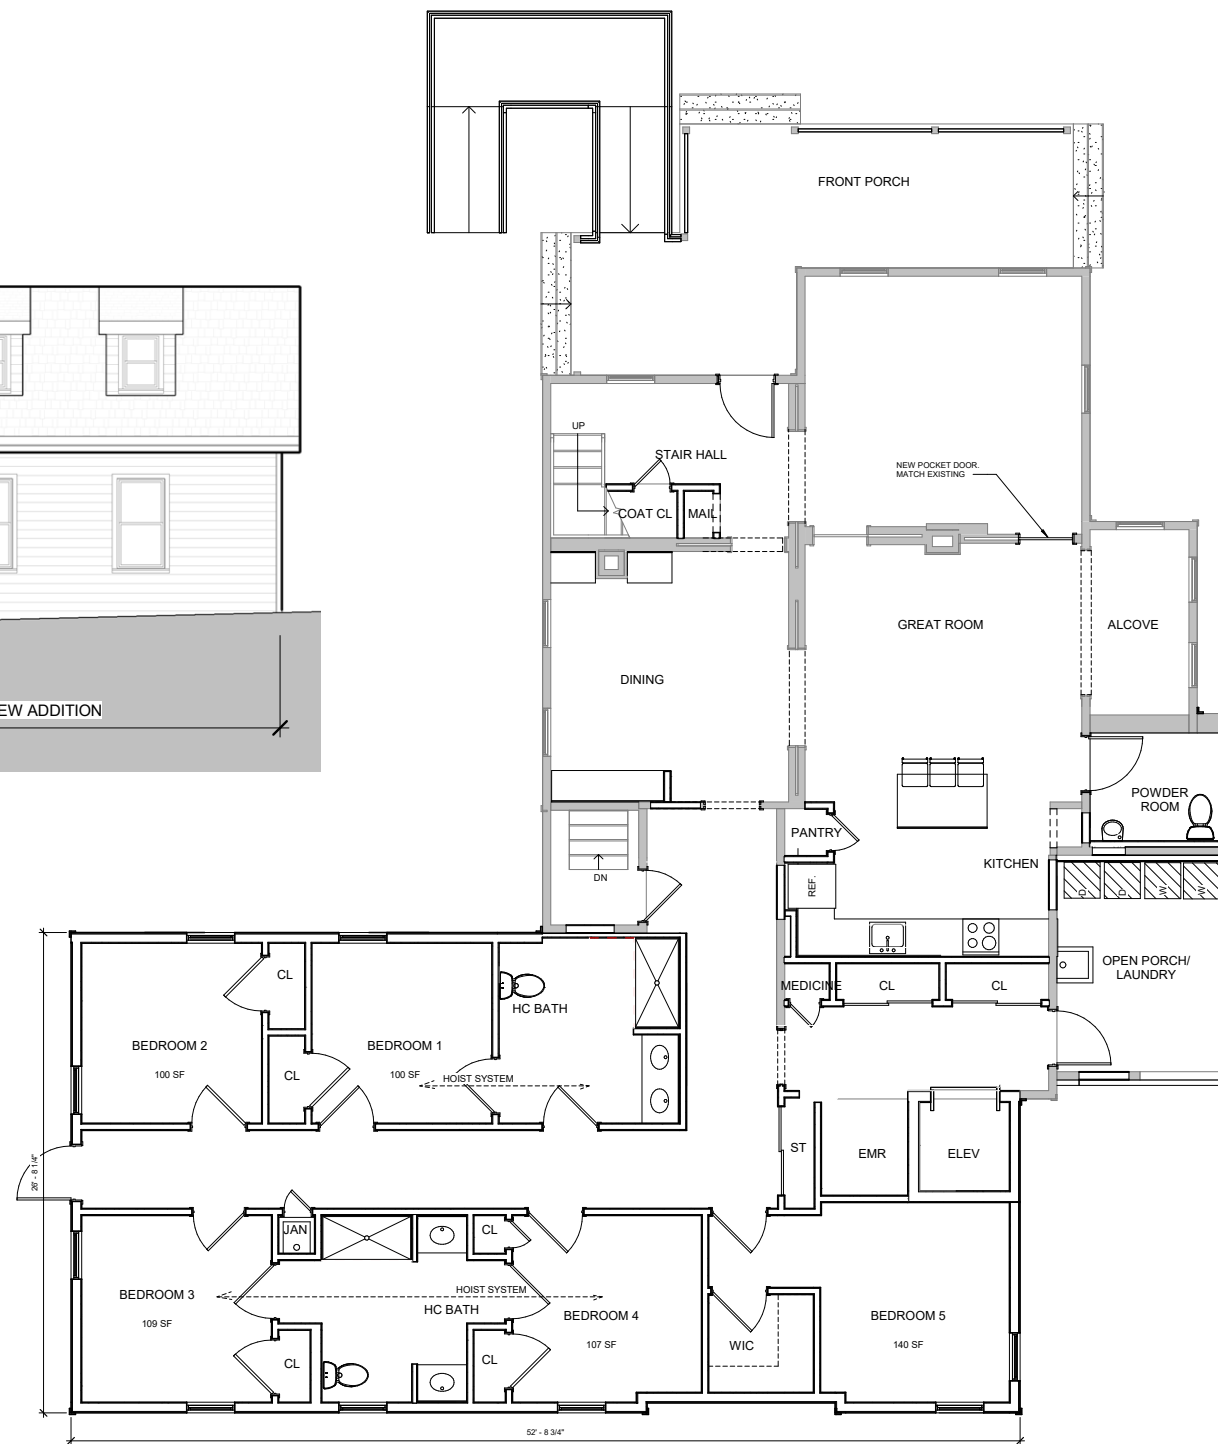 FRONT PORCH
UP
STAIR HALL
NEW POCKET DOOR.
MATCH EXISTING
COAT CL
MAIL
GREAT ROOM
ALCOVE
DINING
EW ADDITION
POWDER
ROOM
PANTRY
KITCHEN
DN
REF.
D
D
W
W
OPEN PORCH/
LAUNDRY
MEDICINE
CL
CL
CL
HC BATH
BEDROOM 2
100 SF
BEDROOM 1
100 SF
CL
HOIST SYSTEM
ST
EMR
ELEV
26' - 8 1/4"
JAN
CL
BEDROOM 3
109 SF
HOIST SYSTEM
HC BATH
BEDROOM 4
107 SF
BEDROOM 5
140 SF
WIC
CL
CL
52' - 8 3/4"